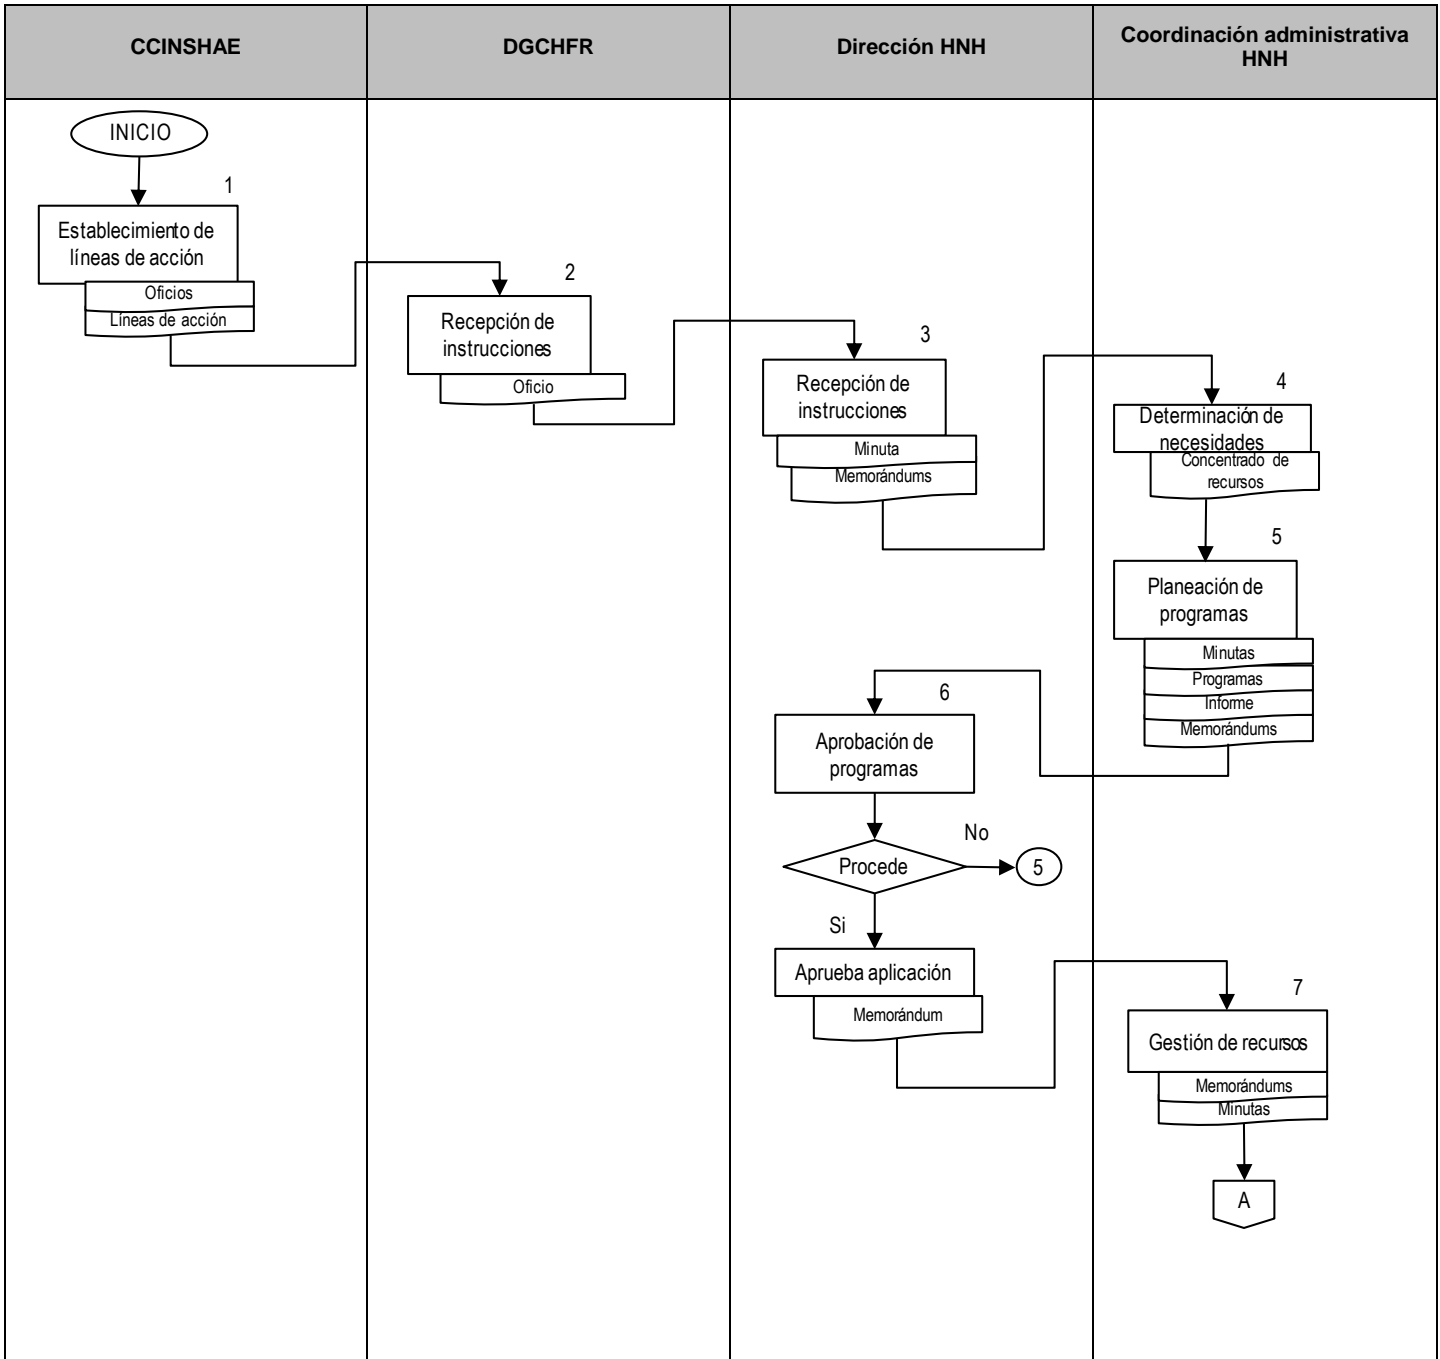 CCINSHAE
DGCHFR
Dirección HNH
Coordinación administrativa
HNH
INICIO
1
Establecimiento de
líneas de acción
Oficios
Líneas de acción
2
Recepción de
instrucciones
Oficio
3
Recepción de
instrucciones
Minuta
Memorándums
4
Determinación de
necesidades
Concentrado de
recursos
5
Planeación de
programas
Minutas
Programas
Informe
Memorándums
6
Aprobación de
programas
Procede
No
5
Si
Aprueba aplicación
Memorándum
7
Gestión de recursos
Memorándums
Minutas
A